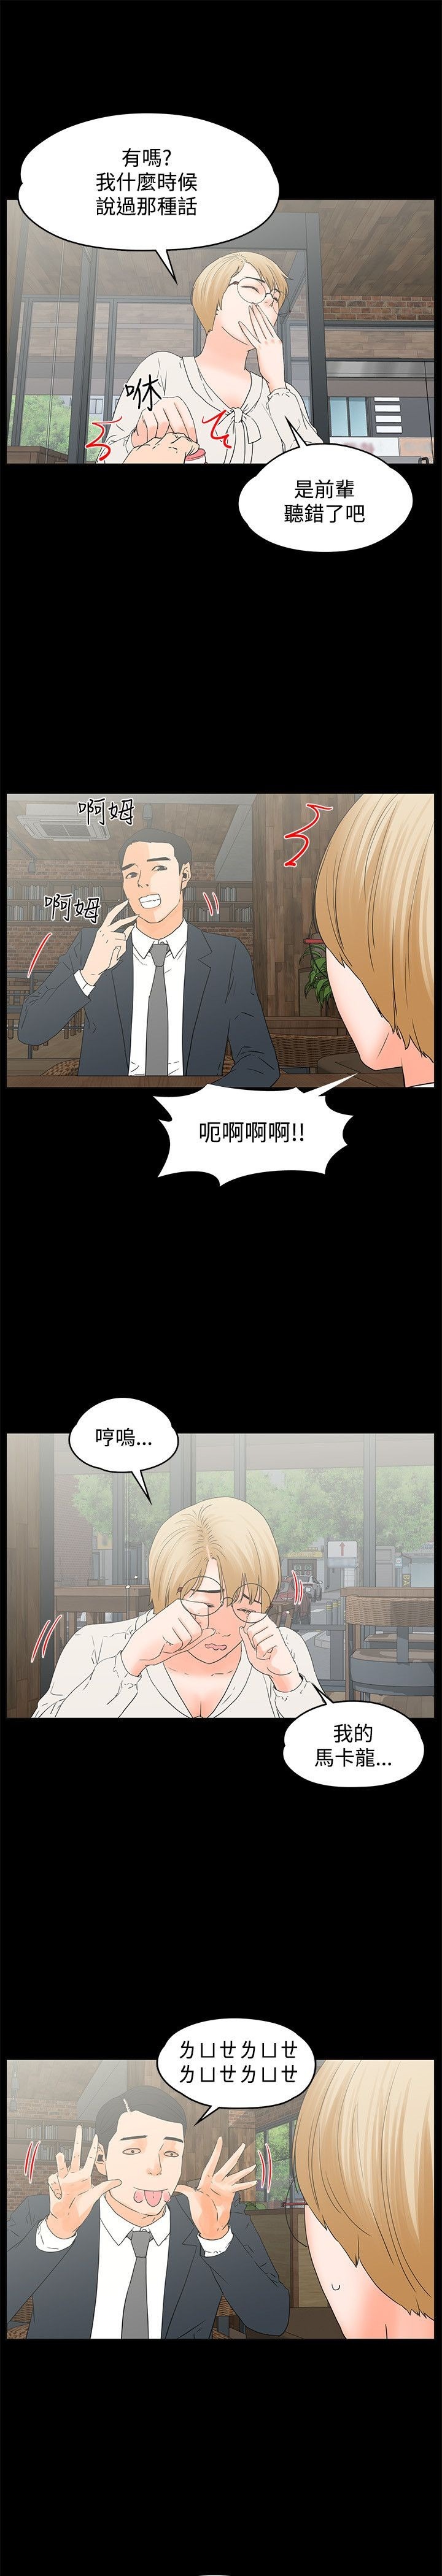 有嗎?
我什麼時候
說過那種話
咻
是前輩
聽錯了吧
啊姆
啊姆
呃啊啊啊!!
哼嗚...
我的
馬卡龍...
ㄌㄩㄝㄌㄩㄝ
ㄌㄩㄝㄌㄩㄝ